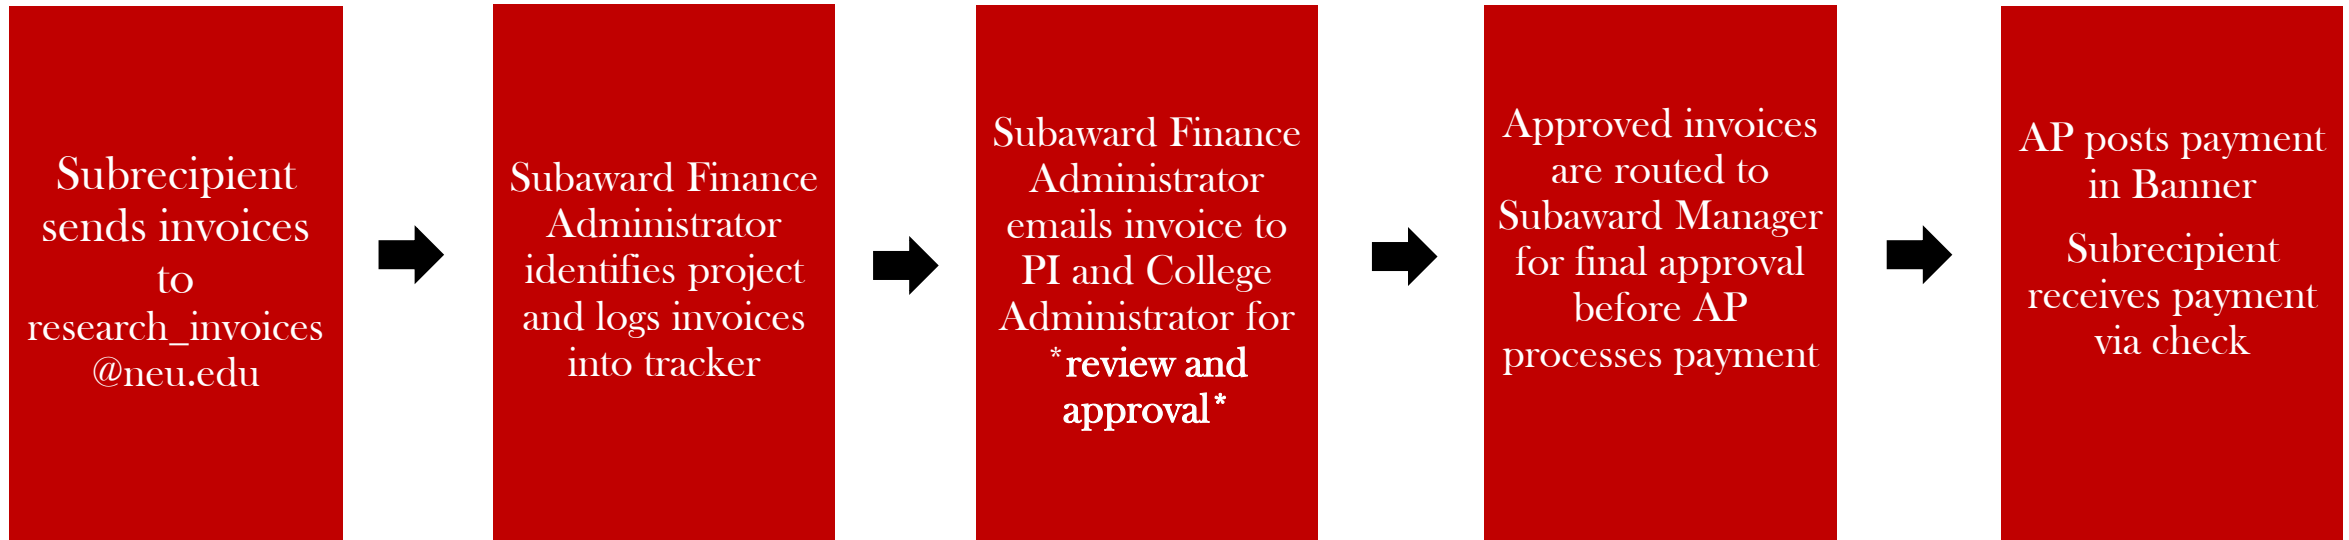 Subrecipient
sends invoices
to
research_invoices
@neu.edu
Subaward Finance
Administrator
identifies project
and logs invoices
into tracker
Subaward Finance
Administrator
emails invoice to
PI and College
Administrator for
*review and
approval*
Approved invoices
are routed to
Subaward Manager
for final approval
before AP
processes payment
AP posts payment
in Banner
Subrecipient
receives payment
via check